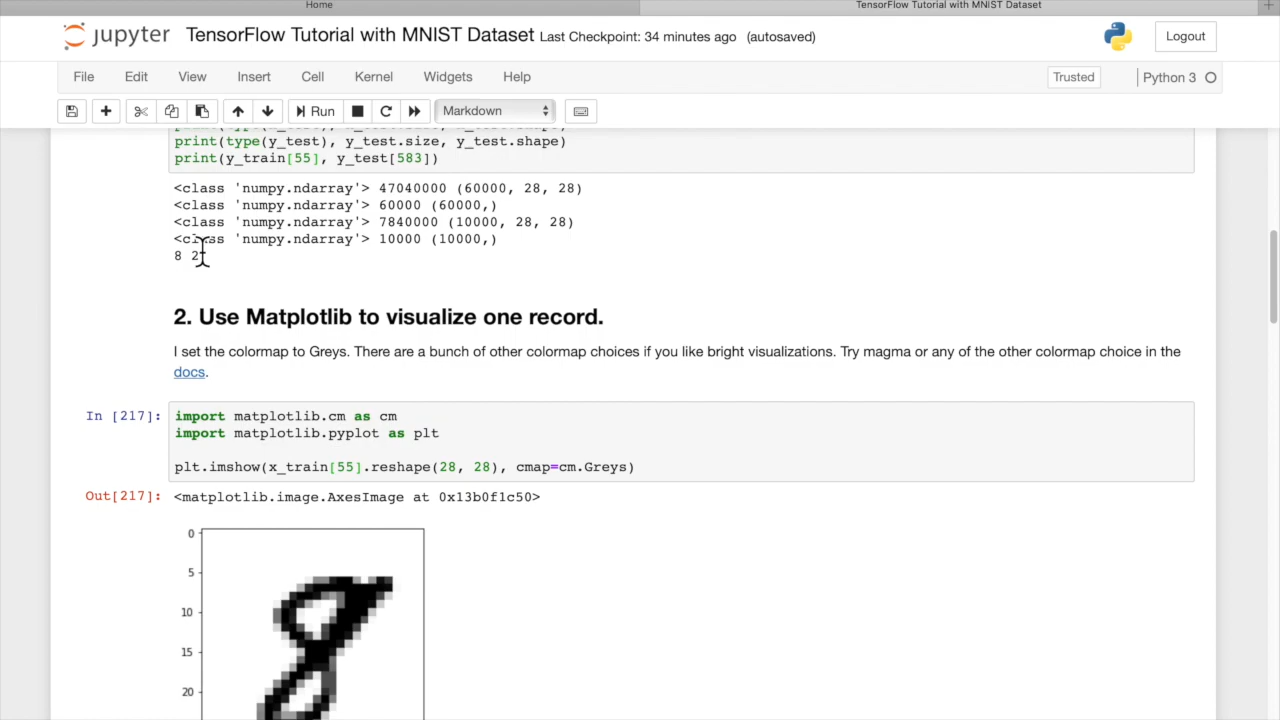 Home
TensorFlow Tutorial with MNIST Dataset
jupyter TensorFlow Tutorial with MNIST Dataset Last Checkpoint: 34 minutes ago (autosaved)
Logout
File Edit View Insert Cell Kernel Widgets Help
Trusted Python 3
Run Markdown
print(type(y_test), y_test.size, y_test.shape)
print(y_train[55], y_test[583])
<class 'numpy.ndarray'> 47040000 (60000, 28, 28)
<class 'numpy.ndarray'> 60000 (60000,)
<class 'numpy.ndarray'> 7840000 (10000, 28, 28)
<class 'numpy.ndarray'> 10000 (10000,)
8 2
2. Use Matplotlib to visualize one record.
I set the colormap to Greys. There are a bunch of other colormap choices if you like bright visualizations. Try magma or any of the other colormap choice in the
docs.
In [217]:
import matplotlib.cm as cm
import matplotlib.pyplot as plt
plt.imshow(x_train[55].reshape(28, 28), cmap=cm.Greys)
Out[217]: <matplotlib.image.AxesImage at 0x13b0f1c50>
0
5
10
15
20